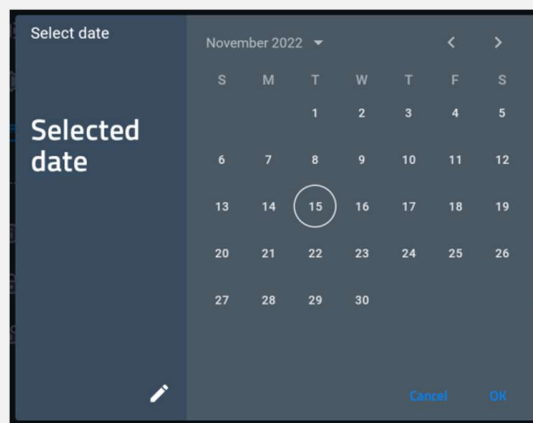 Select date
Selected
date
November 2022
S M T W T F S
1 2 3 4 5
6 7 8 9 10 11 12
13 14 15 16 17 18 19
20 21 22 23 24 25 26
27 28 29 30
Cancel OK